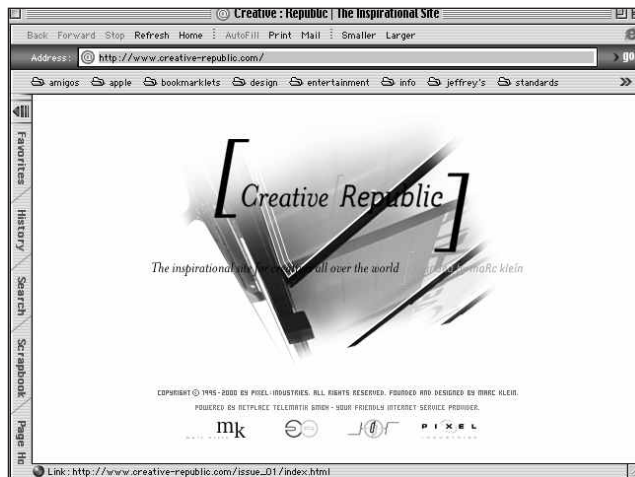 Creative : Republic | The Inspirational Site
Back Forward Stop Refresh Home AutoFill Print Mail Smaller Larger
Address: http://www.creative-republic.com/ go
amigos apple bookmarklets design entertainment info jeffrey's standards
Favorites
History
Search
Scrapbook
Page Ho
[Creative Republic]
The inspirational site for creators all over the world
marc klein
COPYRIGHT © 1995-2000 BY PIXEL:INDUSTRIES. ALL RIGHTS RESERVED. FOUNDED AND DESIGNED BY MARC KLEIN.
POWERED BY NETPLACE TELEMATIK GMBH - YOUR FRIENDLY INTERNET SERVICE PROVIDER.
mk
PIXEL
Link: http://www.creative-republic.com/issue_01/index.html